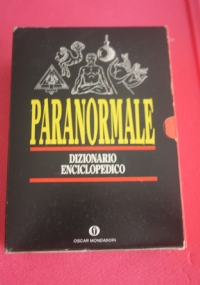 PARANORMALE
DIZIONARIO
ENCICLOPEDICO
OSCAR MONDADORI